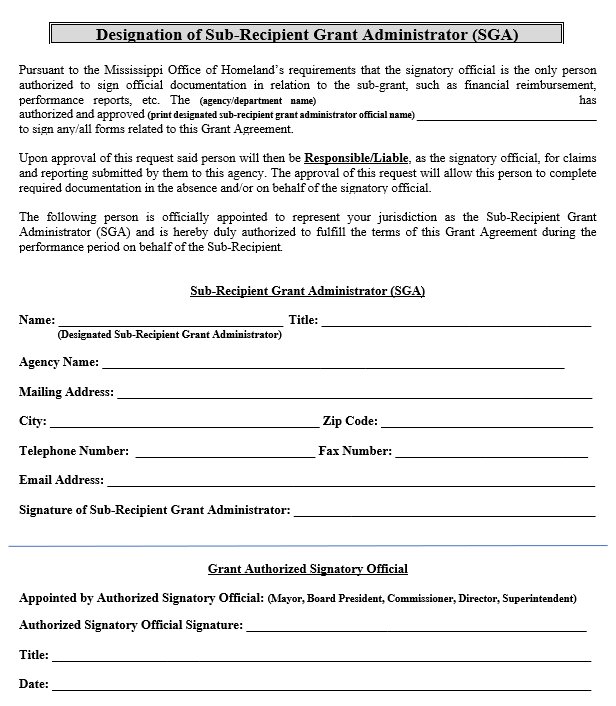 Designation of Sub-Recipient Grant Administrator (SGA)
Pursuant to the Mississippi Office of Homeland's requirements that the signatory official is the only person
authorized to sign official documentation in relation to the sub-grant, such as financial reimbursement,
performance reports, etc. The (agency/department name) has
authorized and approved (print designated sub-recipient grant administrator official name)
to sign any/all forms related to this Grant Agreement.
Upon approval of this request said person will then be Responsible/Liable, as the signatory official, for claims
and reporting submitted by them to this agency. The approval of this request will allow this person to complete
required documentation in the absence and/or on behalf of the signatory official.
The following person is officially appointed to represent your jurisdiction as the Sub-Recipient Grant
Administrator (SGA) and is hereby duly authorized to fulfill the terms of this Grant Agreement during the
performance period on behalf of the Sub-Recipient.
Sub-Recipient Grant Administrator (SGA)
Name: Title:
(Designated Sub-Recipient Grant Administrator)
Agency Name:
Mailing Address:
City: Zip Code:
Telephone Number: Fax Number:
Email Address:
Signature of Sub-Recipient Grant Administrator:
Grant Authorized Signatory Official
Appointed by Authorized Signatory Official: (Mayor, Board President, Commissioner, Director, Superintendent)
Authorized Signatory Official Signature:
Title:
Date: